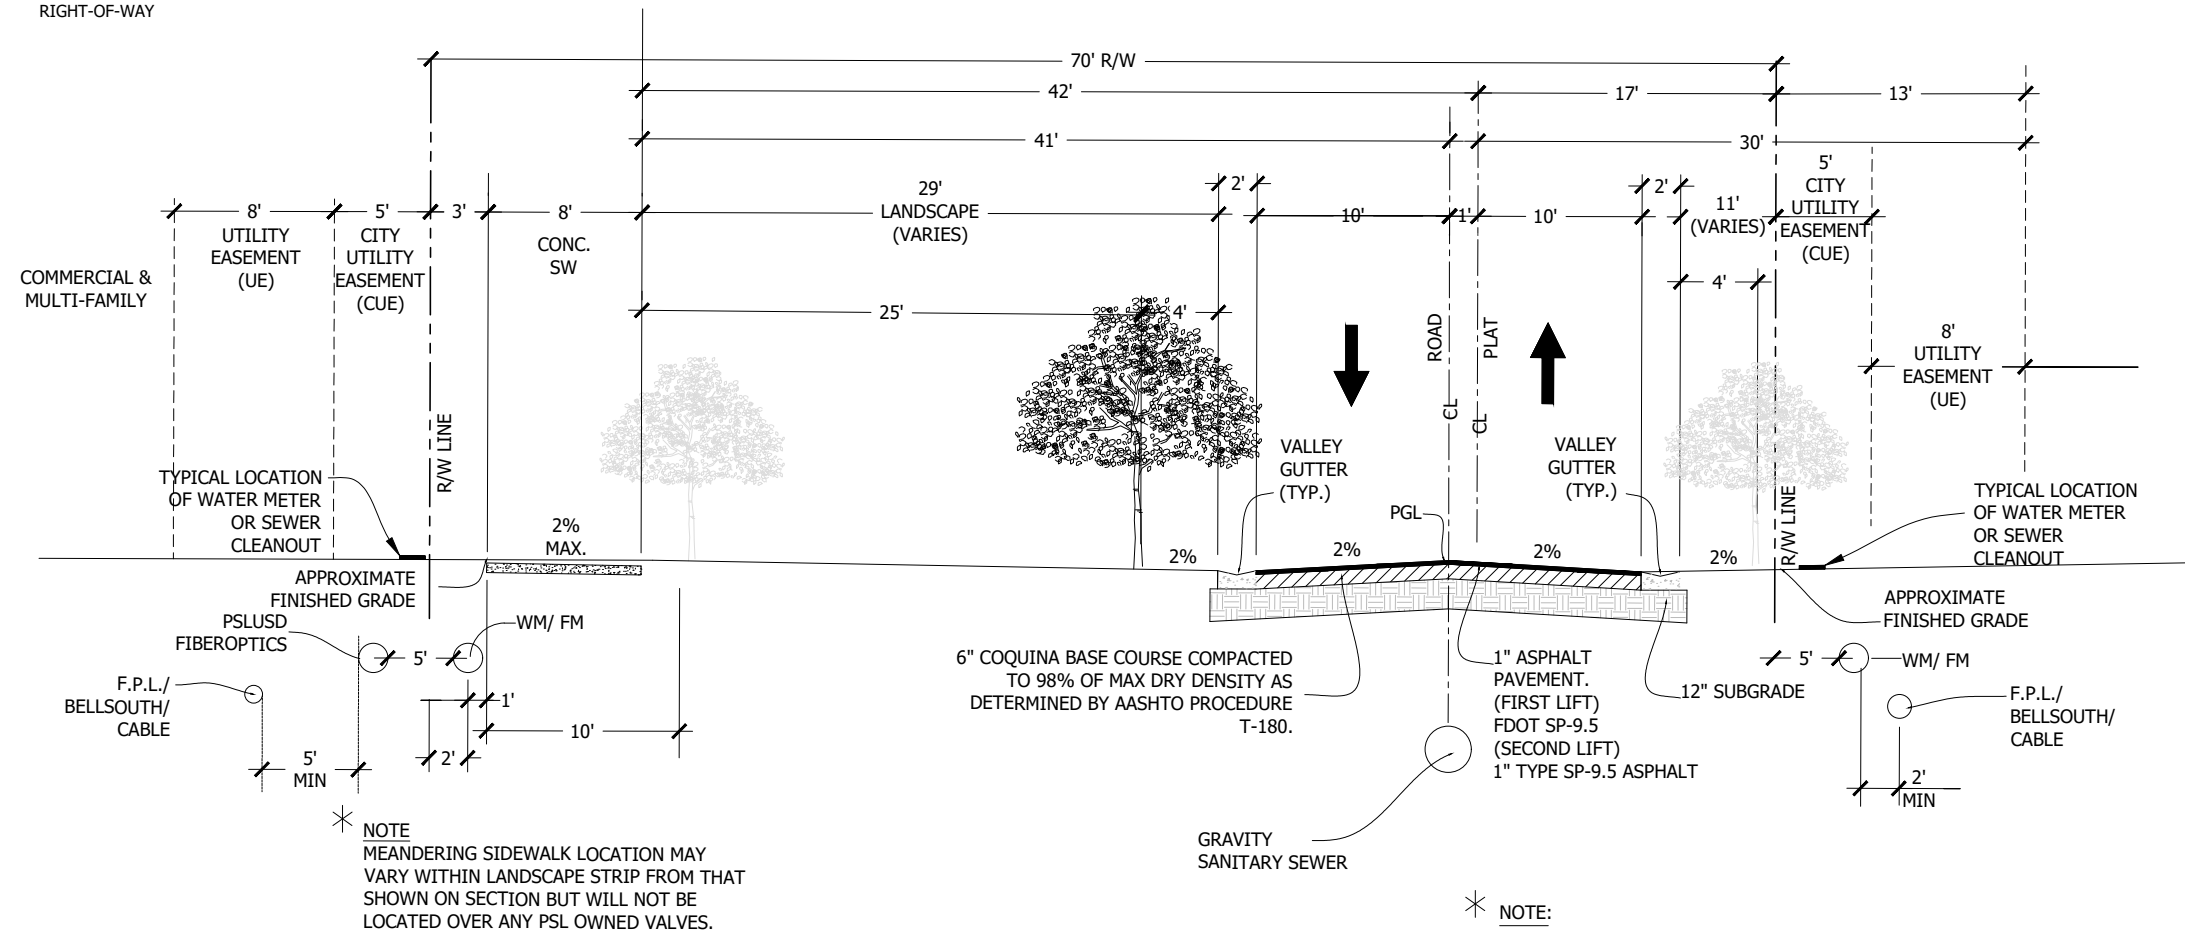 RIGHT-OF-WAY
70' R/W
42'
17'
13'
41'
30'
8'
UTILITY
EASEMENT
(UE)
5'
CITY
UTILITY
EASEMENT
(CUE)
3'
8'
CONC.
SW
29'
LANDSCAPE
(VARIES)
2'
10'
1'
10'
2'
11'
(VARIES)
5'
CITY
UTILITY
EASEMENT
(CUE)
COMMERCIAL &
MULTI-FAMILY
25'
4'
4'
8'
UTILITY
EASEMENT
(UE)
ROAD
CL
PLAT
CL
R/W LINE
R/W LINE
TYPICAL LOCATION
OF WATER METER
OR SEWER
CLEANOUT
2%
MAX.
VALLEY
GUTTER
(TYP.)
VALLEY
GUTTER
(TYP.)
PGL
2%
2%
2%
2%
TYPICAL LOCATION
OF WATER METER
OR SEWER
CLEANOUT
APPROXIMATE
FINISHED GRADE
APPROXIMATE
FINISHED GRADE
PSLUSD
FIBEROPTICS
5'
WM/ FM
F.P.L./
BELLSOUTH/
CABLE
1'
10'
2'
5'
MIN
6" COQUINA BASE COURSE COMPACTED
TO 98% OF MAX DRY DENSITY AS
DETERMINED BY AASHTO PROCEDURE
T-180.
1" ASPHALT
PAVEMENT.
(FIRST LIFT)
FDOT SP-9.5
(SECOND LIFT)
1" TYPE SP-9.5 ASPHALT
12" SUBGRADE
5'
WM/ FM
F.P.L./
BELLSOUTH/
CABLE
2'
MIN
GRAVITY
SANITARY SEWER
* NOTE
MEANDERING SIDEWALK LOCATION MAY
VARY WITHIN LANDSCAPE STRIP FROM THAT
SHOWN ON SECTION BUT WILL NOT BE
LOCATED OVER ANY PSL OWNED VALVES.
* NOTE: